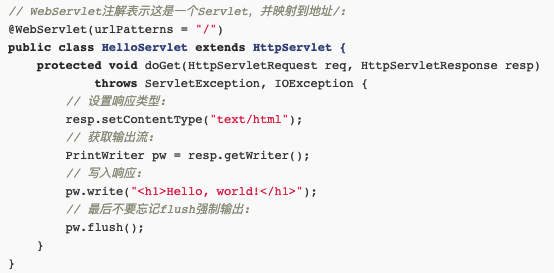 // WebServlet注解表示这是一个Servlet，并映射到地址/:
@WebServlet(urlPatterns = "/")
public class HelloServlet extends HttpServlet {
    protected void doGet(HttpServletRequest req, HttpServletResponse resp)
            throws ServletException, IOException {
        // 设置响应类型:
        resp.setContentType("text/html");
        // 获取输出流:
        PrintWriter pw = resp.getWriter();
        // 写入响应:
        pw.write("<h1>Hello, world!</h1>");
        // 最后不要忘记flush强制输出:
        pw.flush();
    }
}